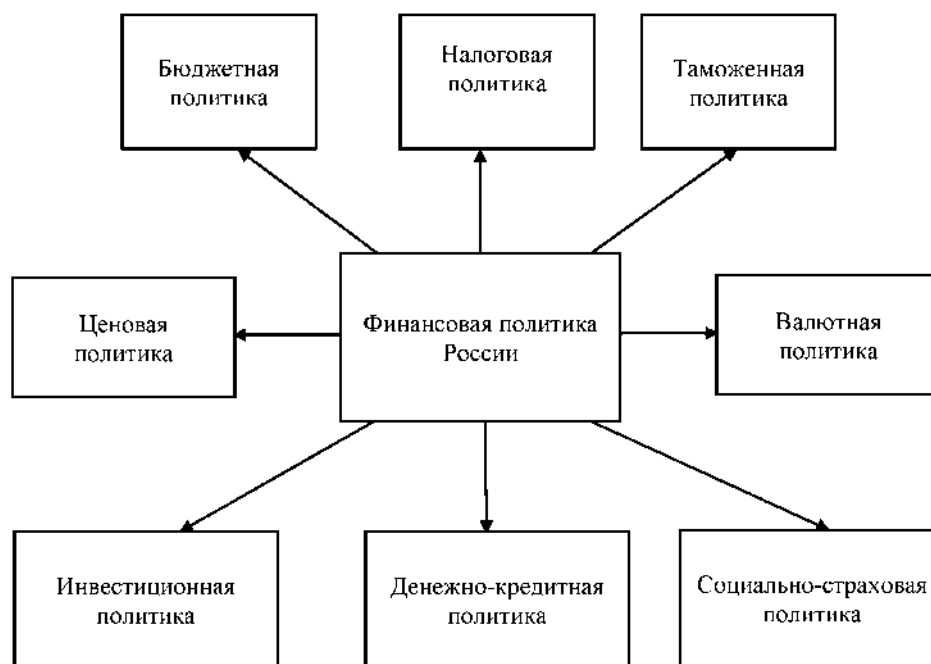 Бюджетная
политика
Налоговая
политика
Таможенная
политика
Ценовая
политика
Финансовая политика
России
Валютная
политика
Инвестиционная
политика
Денежно-кредитная
политика
Социально-страховая
политика